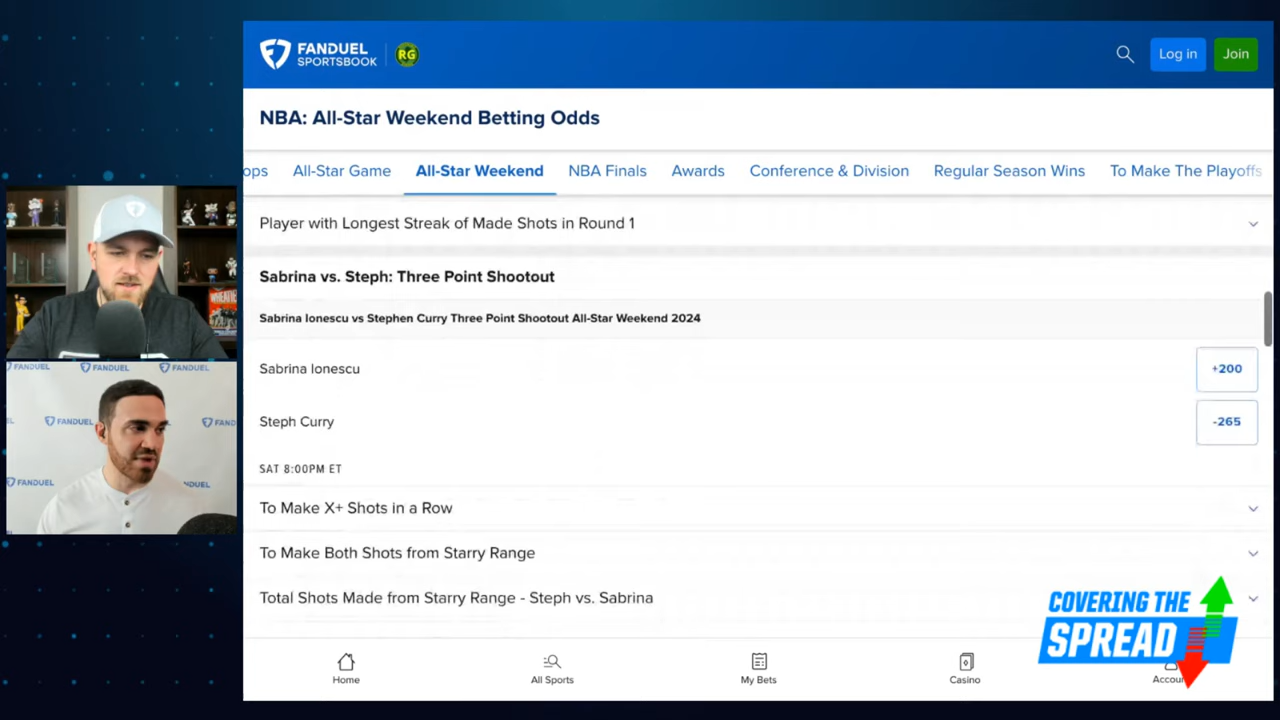 FANDUEL
SPORTSBOOK
RG
Log in
Join
NBA: All-Star Weekend Betting Odds
ops
All-Star Game
All-Star Weekend
NBA Finals
Awards
Conference & Division
Regular Season Wins
To Make The Playoffs
Player with Longest Streak of Made Shots in Round 1
Sabrina vs. Steph: Three Point Shootout
Sabrina Ionescu vs Stephen Curry Three Point Shootout All-Star Weekend 2024
Sabrina Ionescu
+200
Steph Curry
-265
SAT 8:00PM ET
To Make X+ Shots in a Row
To Make Both Shots from Starry Range
Total Shots Made from Starry Range - Steph vs. Sabrina
Home
All Sports
My Bets
Casino
Accoun
COVERING THE
SPREAD
WHEATIES
FANDUEL
FANDUEL
FANDUEL
FANDUEL
FAND
FANDUEL
NDUEL